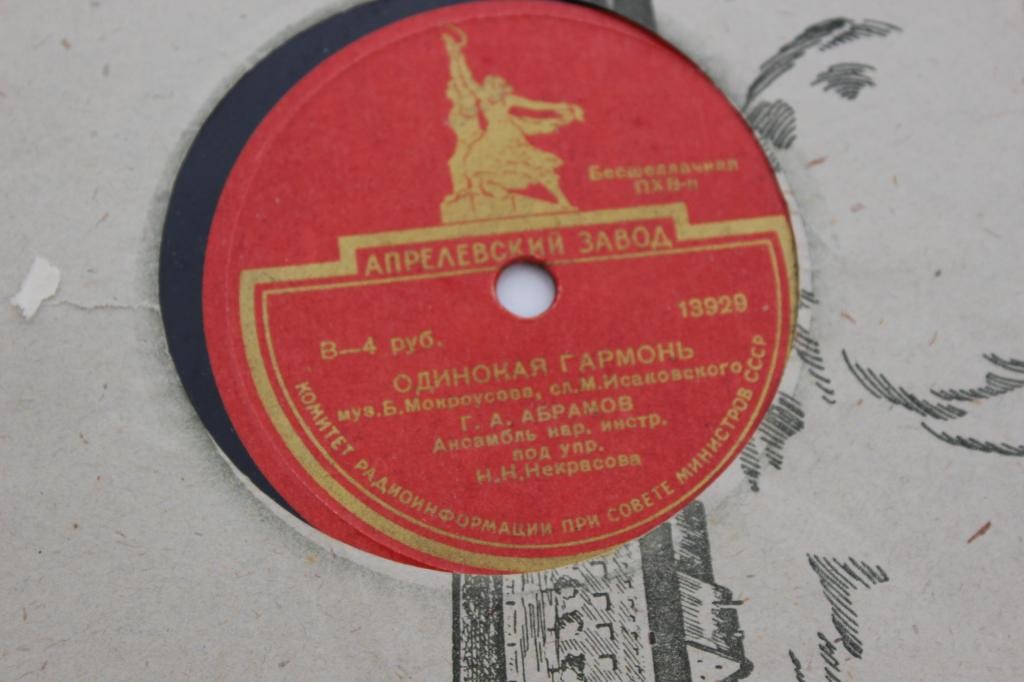 Бесшеллачная
АПРЕЛЕВСКИЙ ЗАВОД
13929
В—4 руб.
ОДИНОКАЯ ГАРМОНЬ
муз.Б.Мокроусова, сл.М.Исаковского
Г. А. АБРАМОВ
Ансамбль нар. инстр.
под упр.
Н.Н.Некрасова
КОМИТЕТ РАДИОИНФОРМАЦИИ ПРИ СОВЕТЕ МИНИСТРОВ СССР